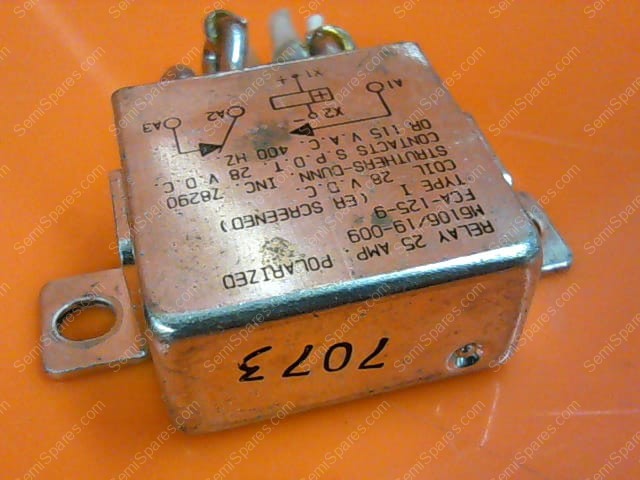 RELAY 25 AMP. POLARIZED
M6106/19-009
FCA-125-9 (ER SCREENED)
TYPE I
COIL 28 V.D.C.
STRUTHERS-DUNN, INC. 78290
CONTACTS S.P.D.T 28 V.D.C.
OR 115 V.A.C. 400 HZ
A1
X2 -
X1 +
A2
A3
7073
SemiSpares.com